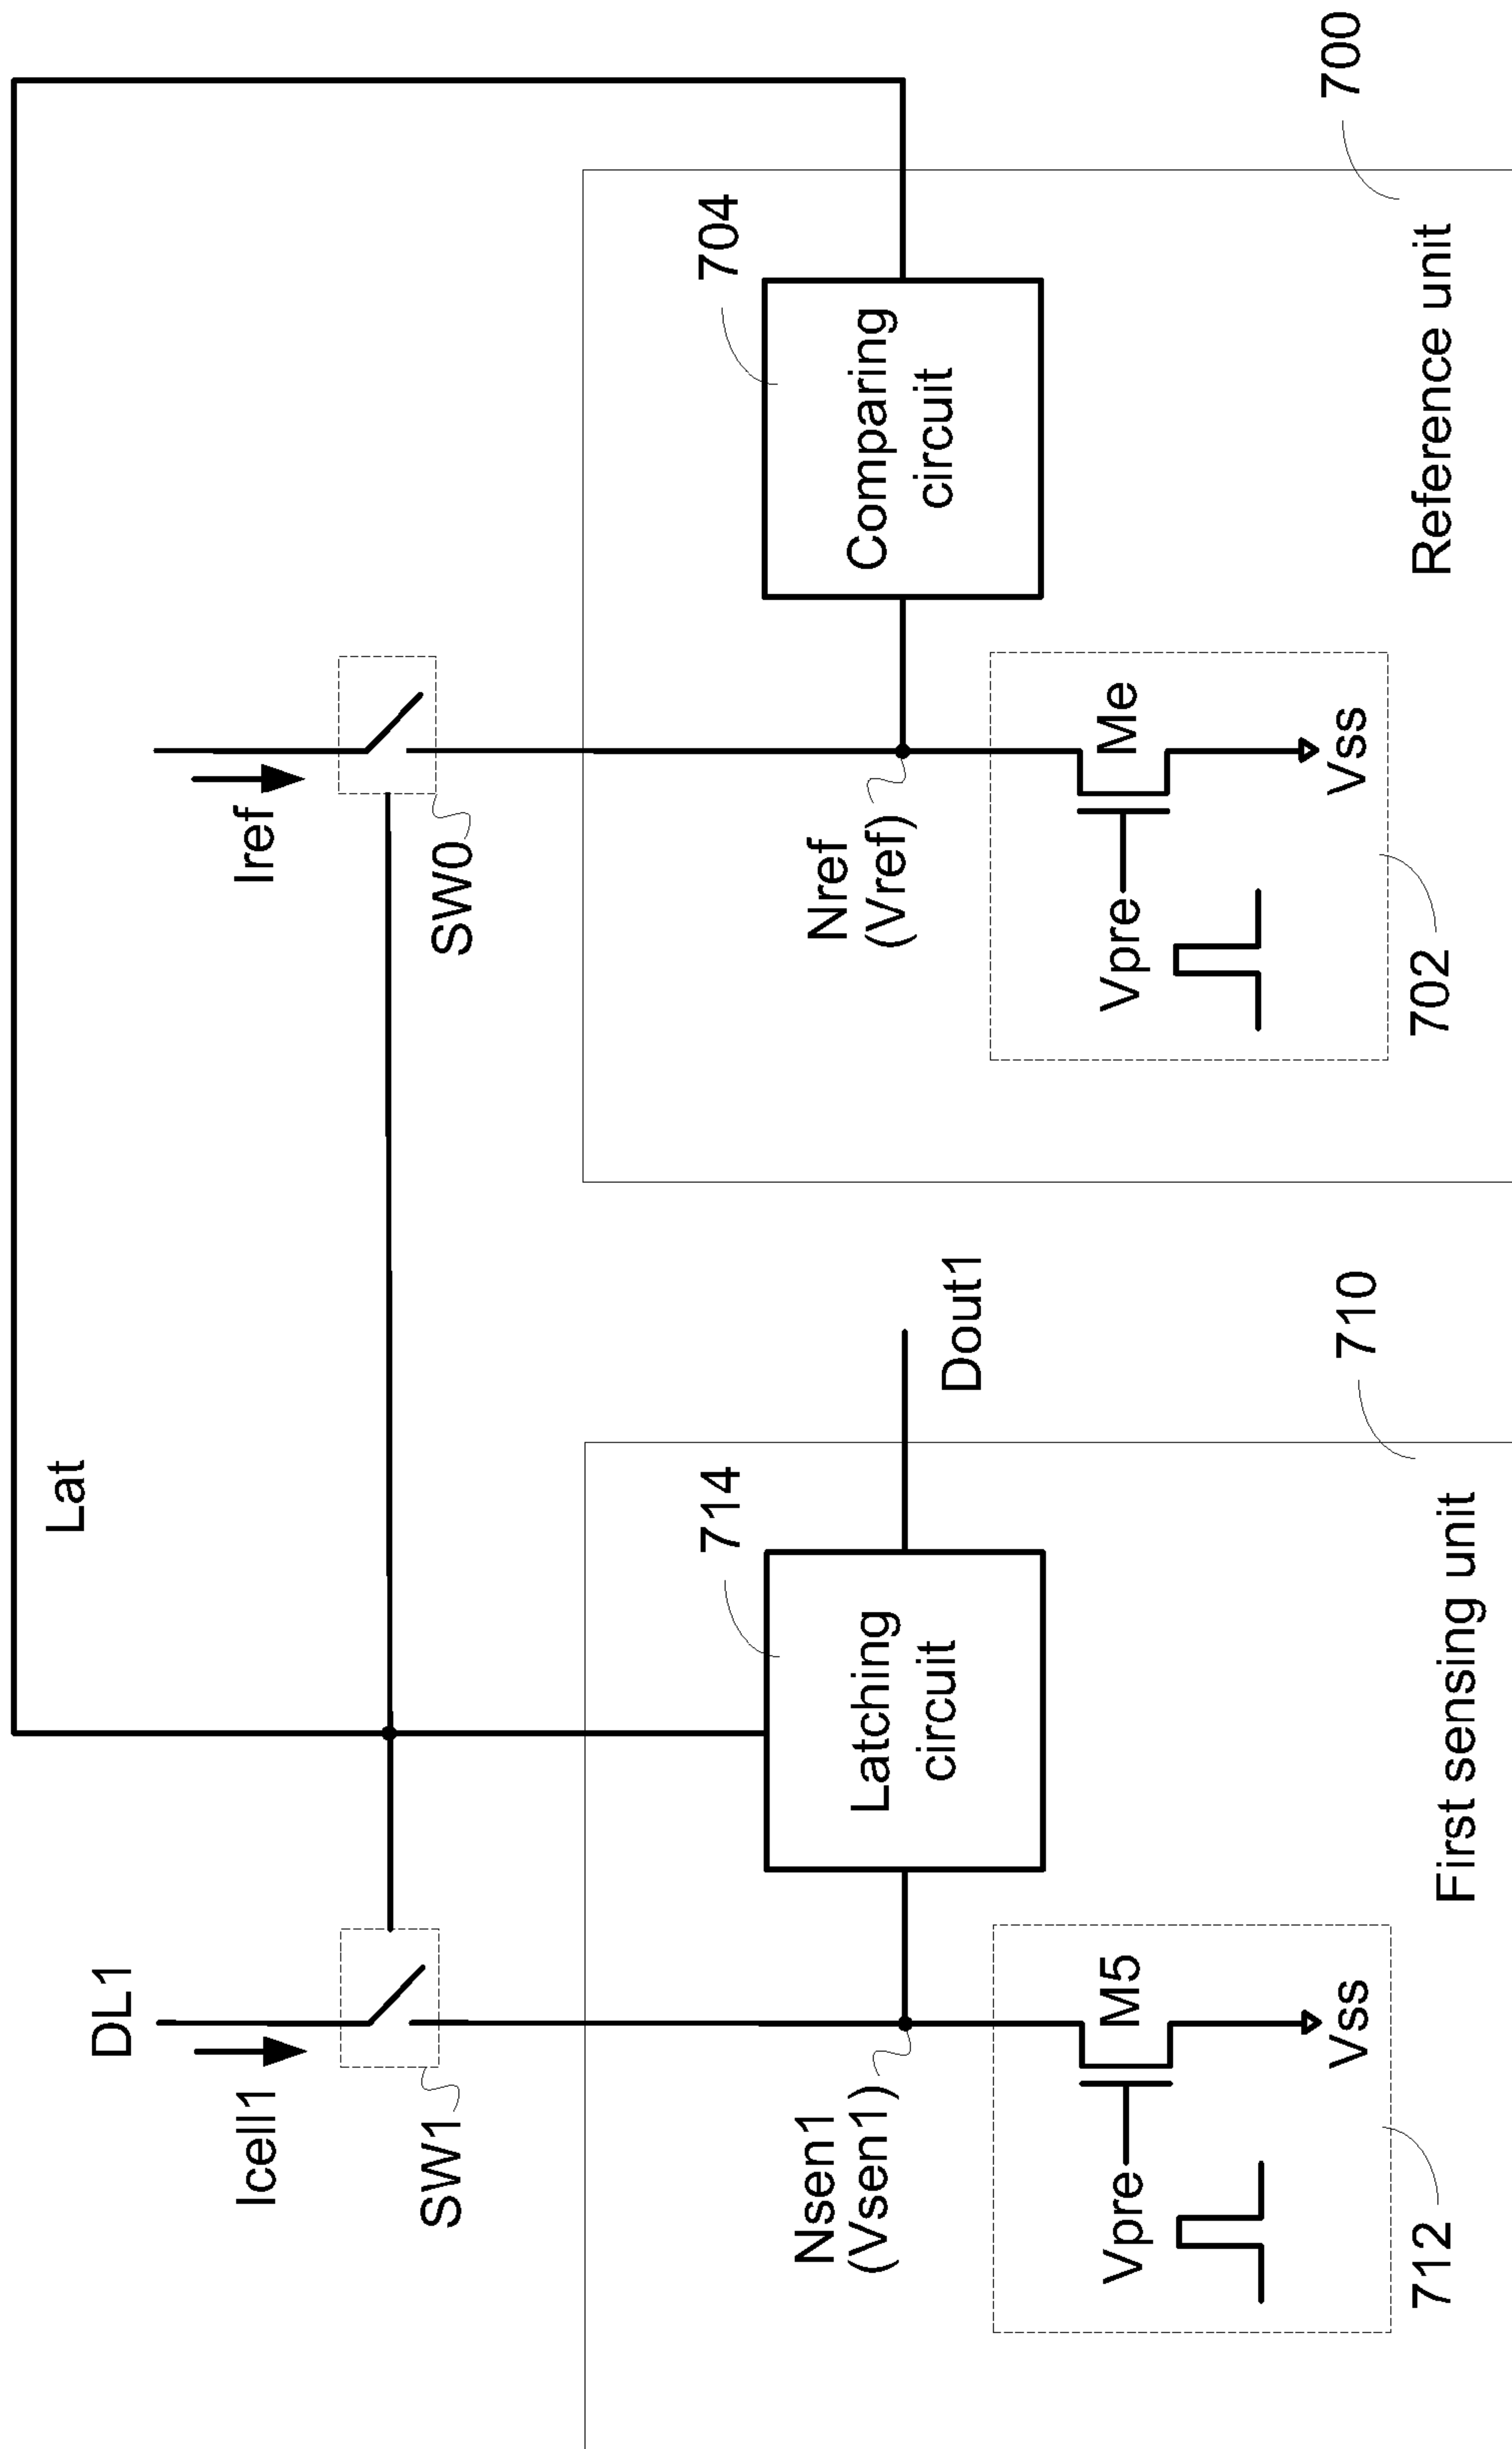 Lat
DL1
Icell1
SW1
Iref
SW0
714
Latching
circuit
Dout1
Nsen1
(Vsen1)
704
Comparing
circuit
Nref
(Vref)
M5
Vpre
Vss
712
First sensing unit
710
Me
Vpre
Vss
702
Reference unit
700